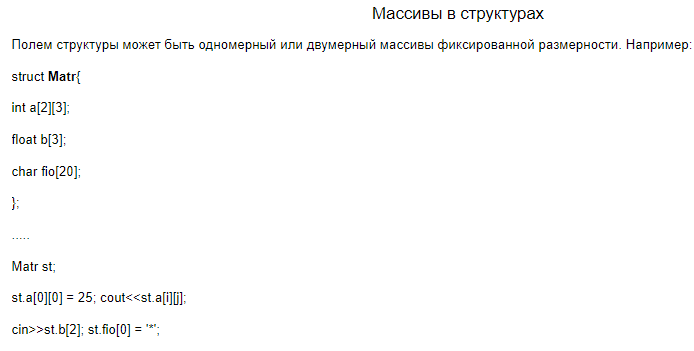 Массивы в структурах
Полем структуры может быть одномерный или двумерный массивы фиксированной размерности. Например:
struct Matr{
int a[2][3];
float b[3];
char fio[20];
};
.....
Matr st;
st.a[0][0] = 25; cout<<st.a[i][j];
cin>>st.b[2]; st.fio[0] = '*';